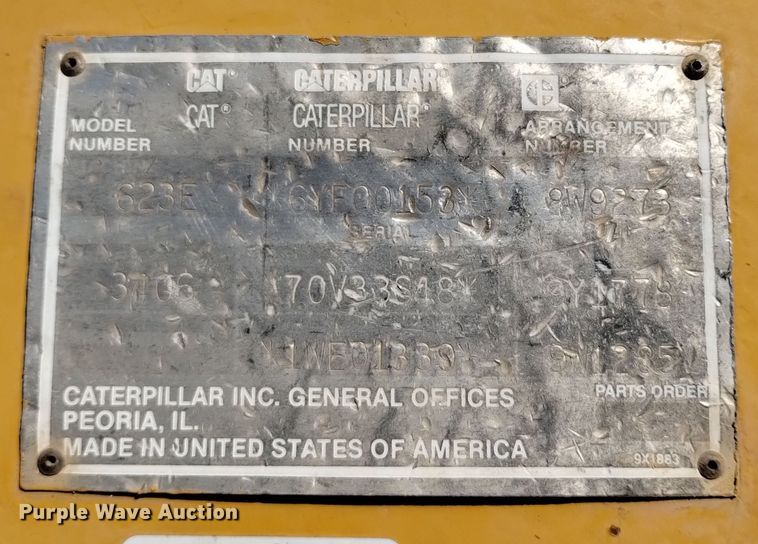 CAT CATERPILLAR
CAT® CATERPILLAR®
MODEL NUMBER
NUMBER
ARRANGEMENT NUMBER
623E 6YF00153 8W9273
SERIAL
3406 70V33918
CATERPILLAR INC. GENERAL OFFICES
PARTS ORDER
PEORIA, IL.
MADE IN UNITED STATES OF AMERICA
9X1883
Purple Wave Auction